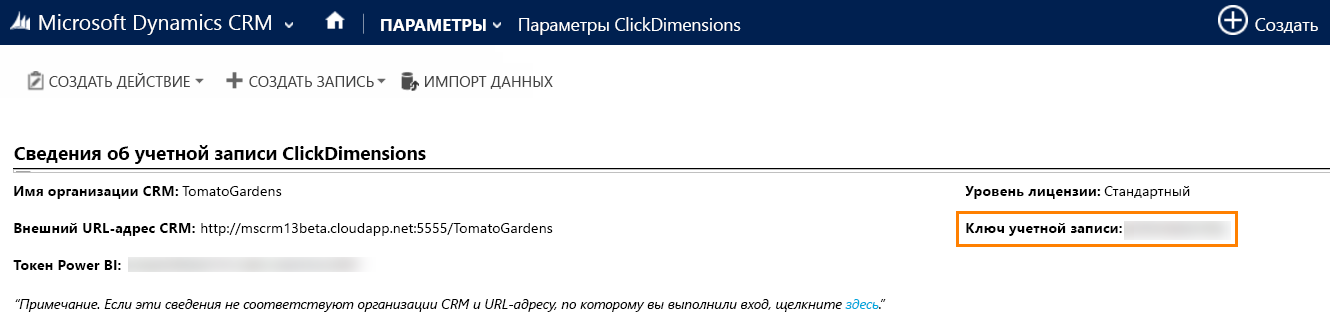 Microsoft Dynamics CRM ПАРАМЕТРЫ Параметры ClickDimensions Создать
СОЗДАТЬ ДЕЙСТВИЕ СОЗДАТЬ ЗАПИСЬ ИМПОРТ ДАННЫХ
Сведения об учетной записи ClickDimensions
Имя организации CRM: TomatoGardens Уровень лицензии: Стандартный
Внешний URL-адрес CRM: http://mscrm13beta.cloudapp.net:5555/TomatoGardens Ключ учетной записи:
Токен Power BI:
“Примечание. Если эти сведения не соответствуют организации CRM и URL-адресу, по которому вы выполнили вход, щелкните здесь.”